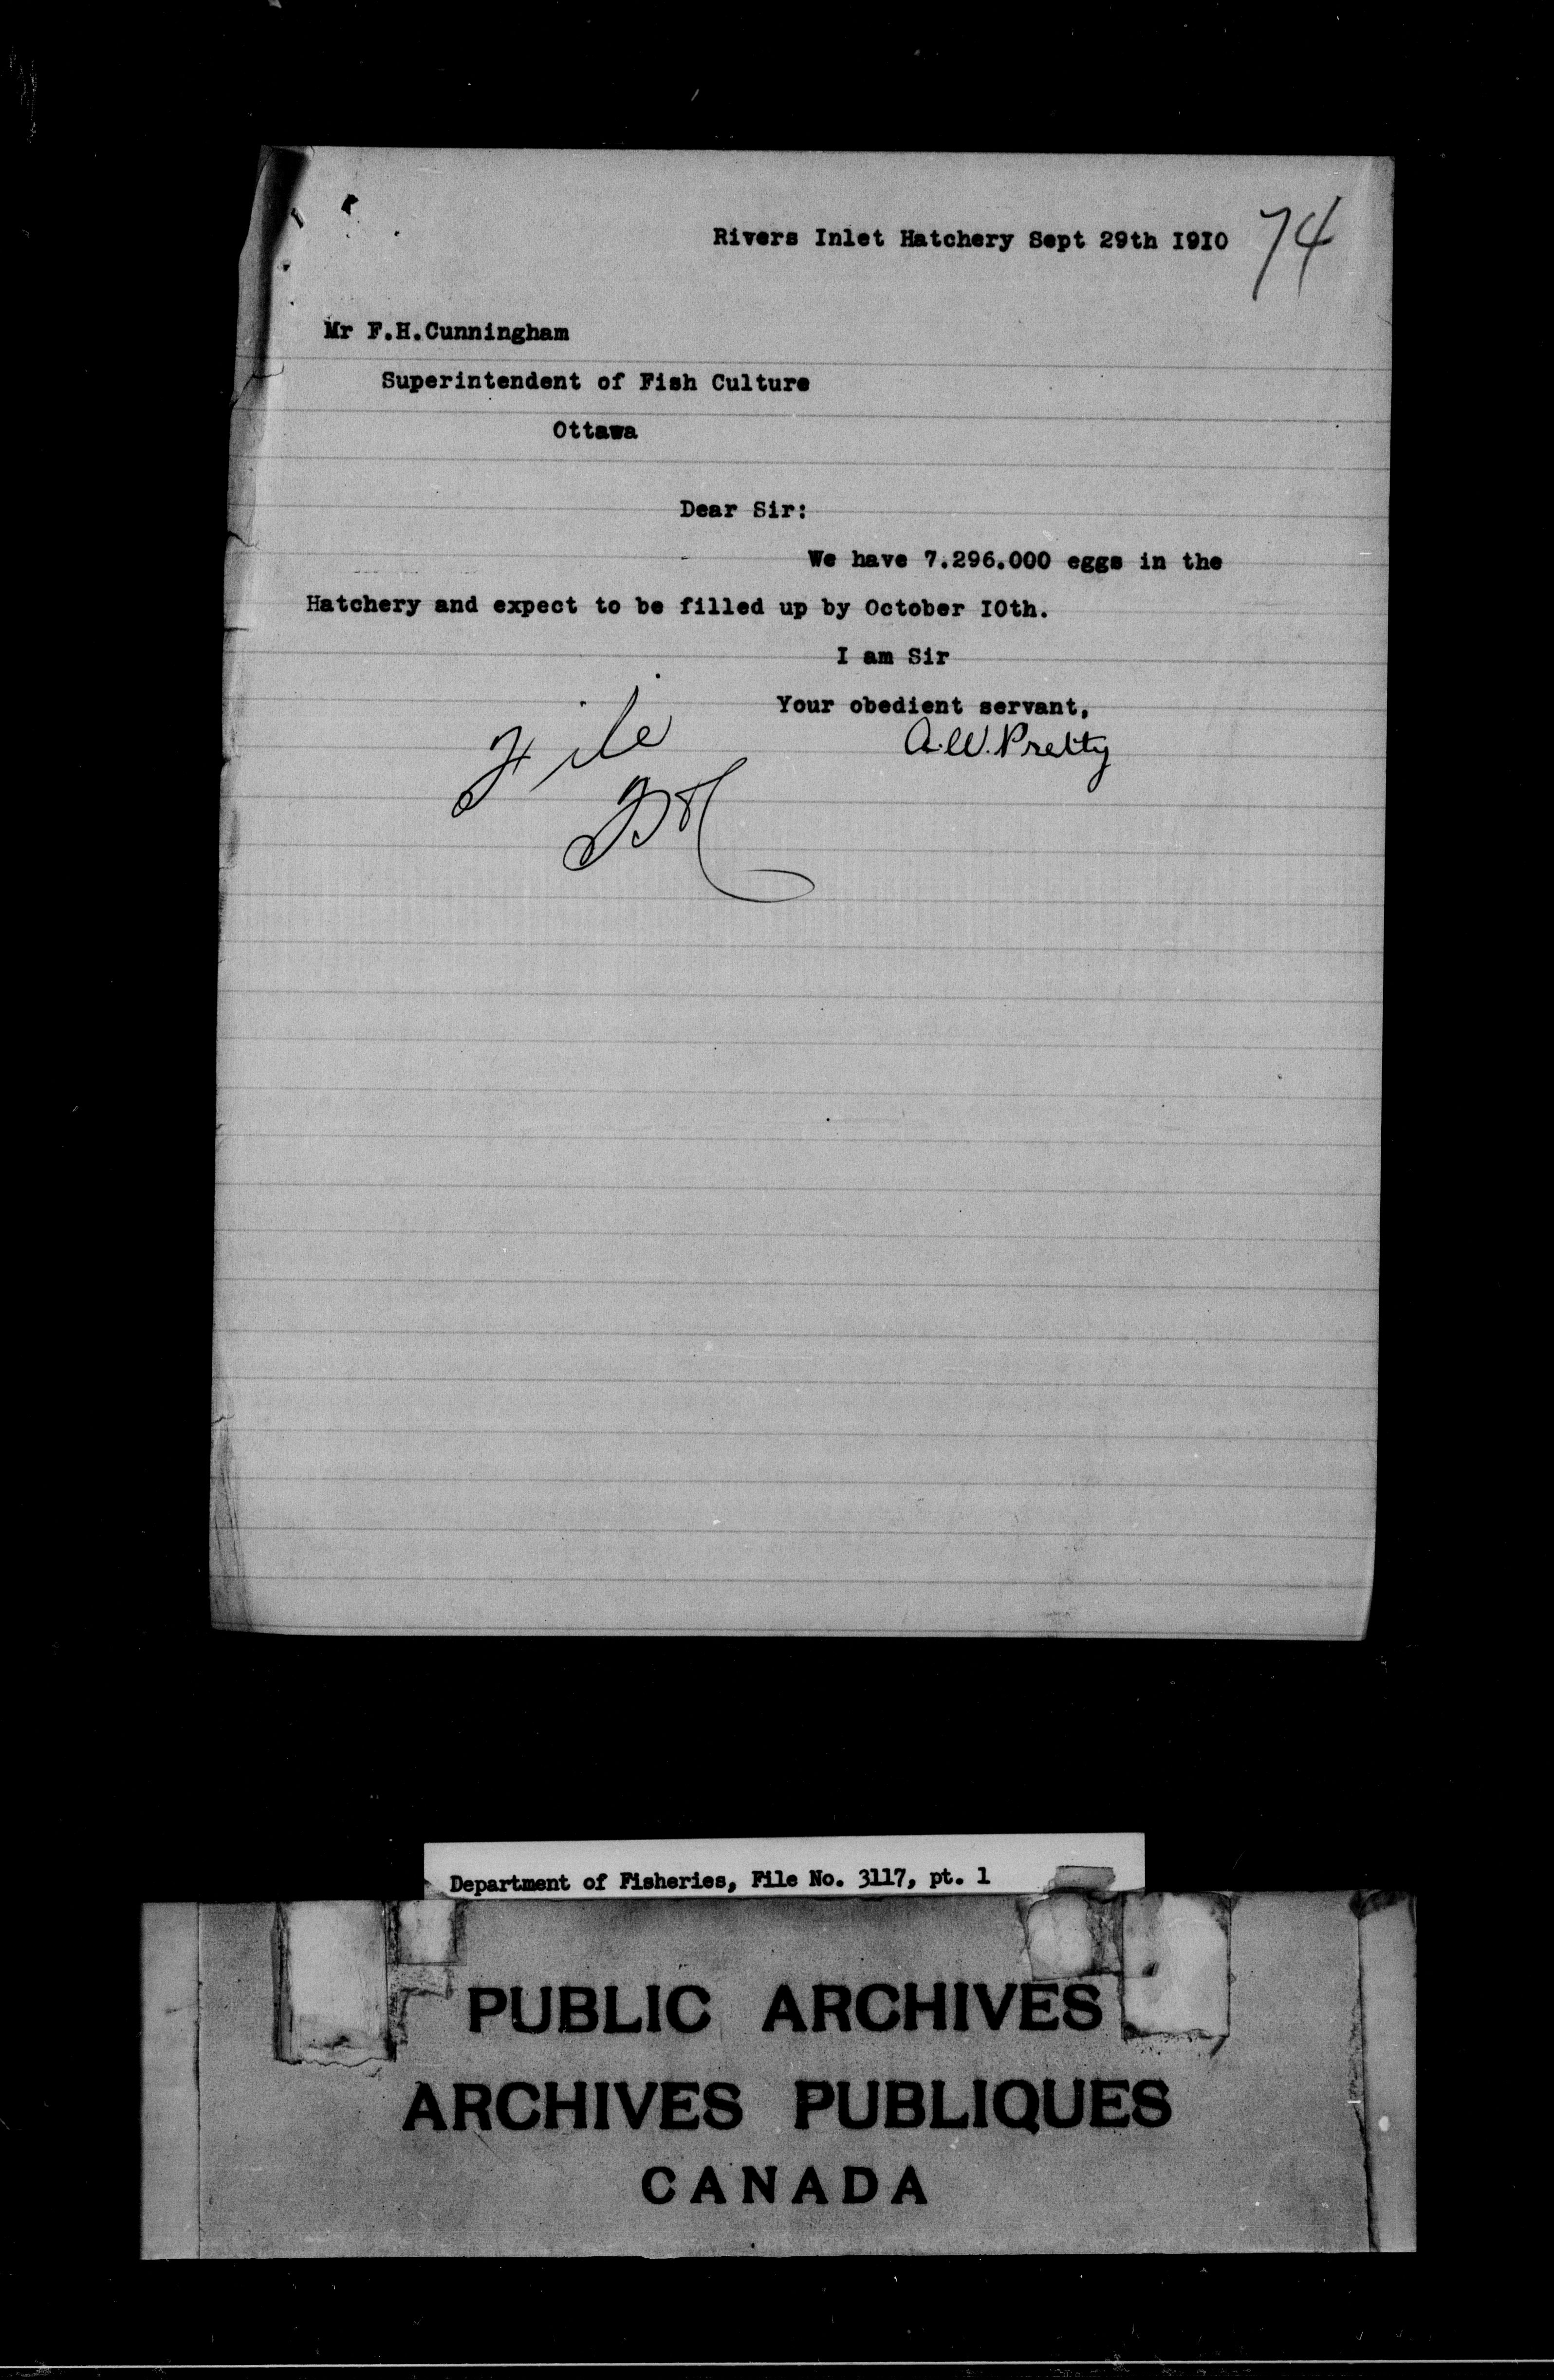 Rivers Inlet Hatchery Sept 29th I9I0 74
Mr F.H.Cunningham
Superintendent of Fish Culture
Ottawa
Dear Sir:
We have 7.296.000 eggs in the
Hatchery and expect to be filled up by October I0th.
I am Sir
Your obedient servant,
A.W. Pretty
File
Department of Fisheries, File No. 3117, pt. 1
PUBLIC ARCHIVES
ARCHIVES PUBLIQUES
CANADA